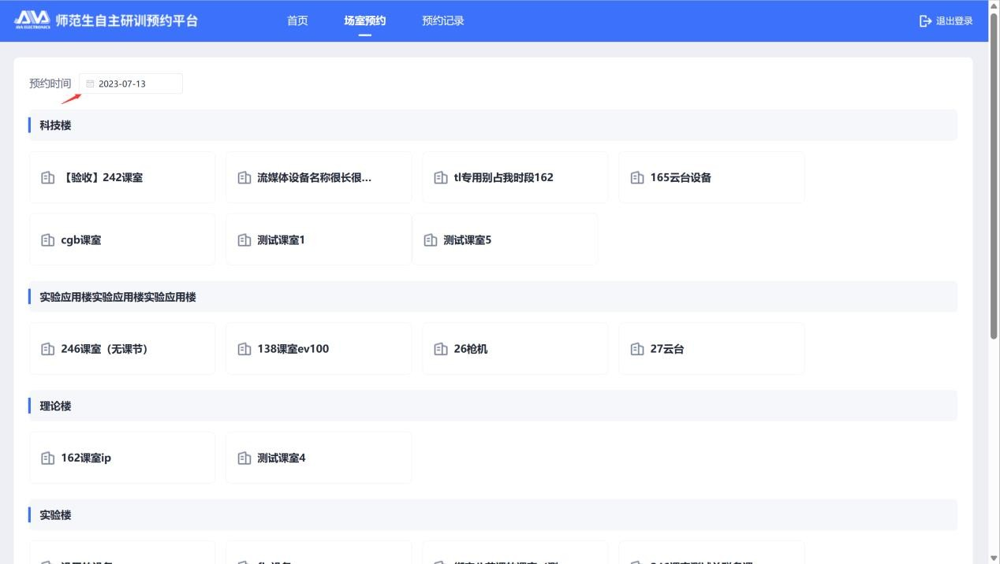 AVA 师范生自主研训预约平台
AVA ELECTRONICS
首页 场室预约 预约记录 退出登录
预约时间 2023-07-13
科技楼
【验收】242课室 流媒体设备名称很长很... tl专用别占我时段162 165云台设备
cgb课室 测试课室1 测试课室5
实验应用楼实验应用楼实验应用楼
246课室（无课节） 138课室ev100 26枪机 27云台
理论楼
162课室ip 测试课室4
实验楼